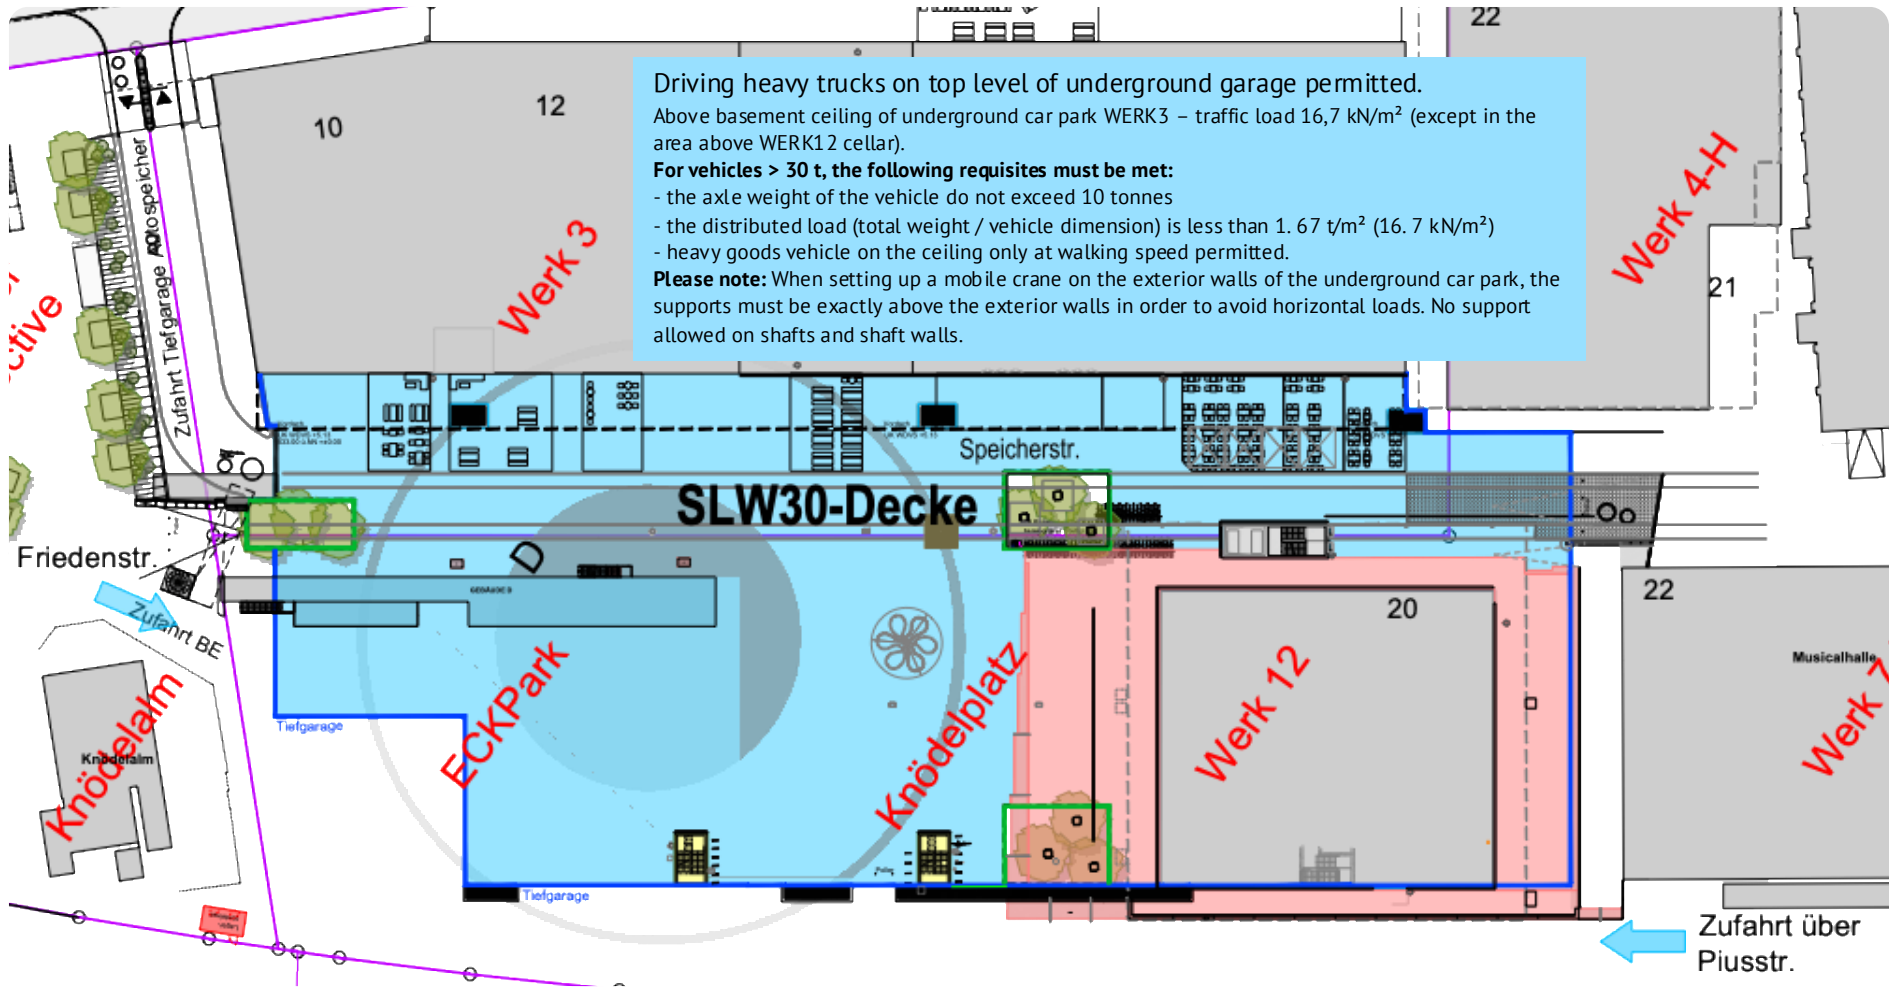 22
Driving heavy trucks on top level of underground garage permitted.
Above basement ceiling of underground car park WERK3 – traffic load 16,7 kN/m² (except in the
area above WERK12 cellar).
For vehicles > 30 t, the following requisites must be met:
- the axle weight of the vehicle do not exceed 10 tonnes
- the distributed load (total weight / vehicle dimension) is less than 1. 67 t/m² (16. 7 kN/m²)
- heavy goods vehicle on the ceiling only at walking speed permitted.
Please note: When setting up a mobile crane on the exterior walls of the underground car park, the
supports must be exactly above the exterior walls in order to avoid horizontal loads. No support
allowed on shafts and shaft walls.
10
12
Werk 3
Werk 4-H
21
Zufahrt Tiefgarage Autospeicher
ctive
Speicherstr.
SLW30-Decke
Friedenstr.
Zufahrt BE
D
GEBÄUDE D
20
22
Musicalhalle
Werk 7
Werk 12
Knödelplatz
ECKPark
Knödelalm
Knödelalm
Tiefgarage
Tiefgarage
Zufahrt über
Piusstr.